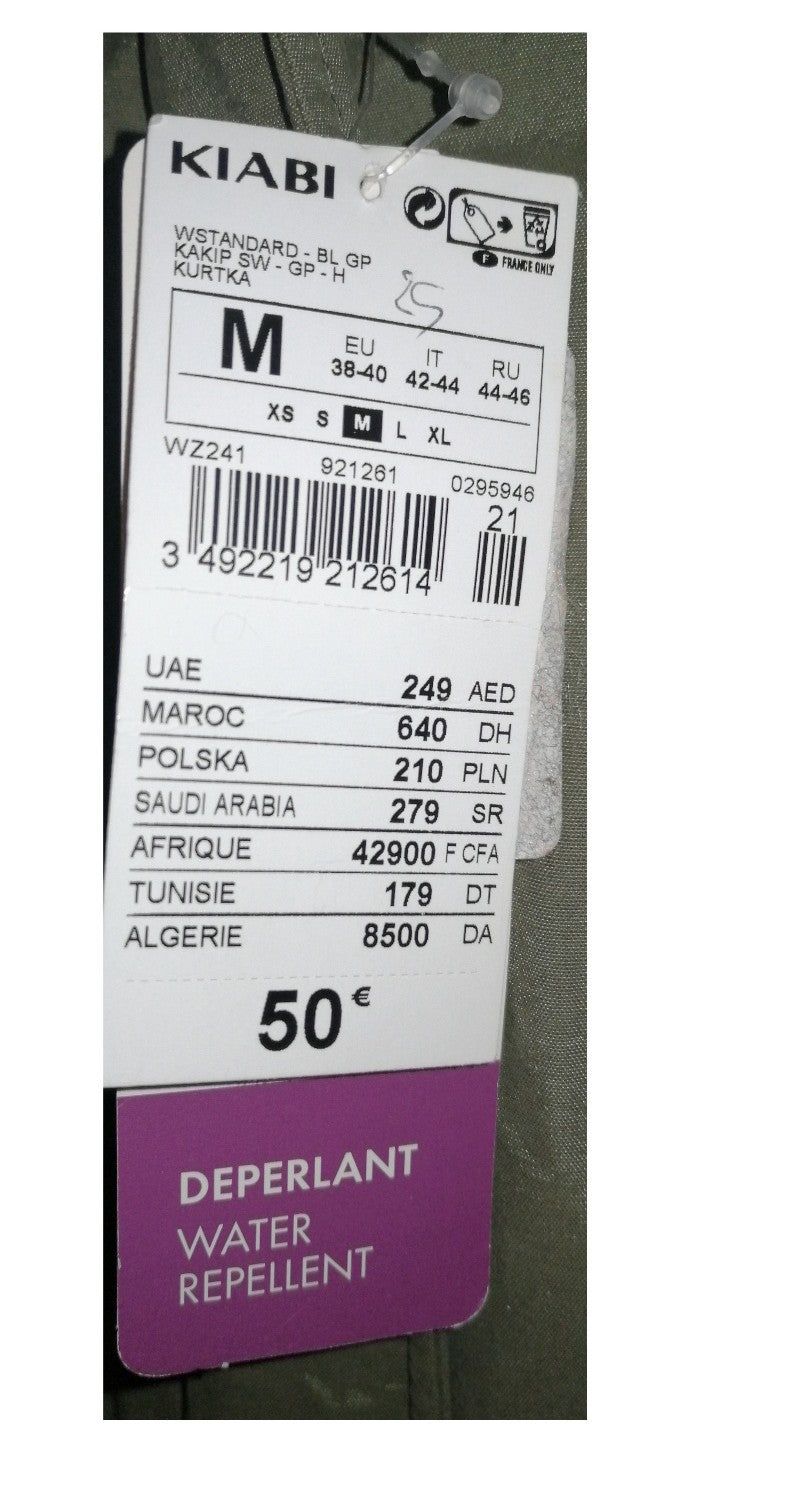 KIABI
WSTANDARD - BL GP
KAKIP SW - GP - H
KURTKA
F FRANCE ONLY
M EU IT RU
38-40 42-44 44-46
XS S M L XL
WZ241 921261 0295946
21
3 492219 212614
UAE 249 AED
MAROC 640 DH
POLSKA 210 PLN
SAUDI ARABIA 279 SR
AFRIQUE 42900 F CFA
TUNISIE 179 DT
ALGERIE 8500 DA
50 €
DEPERLANT
WATER
REPELLENT